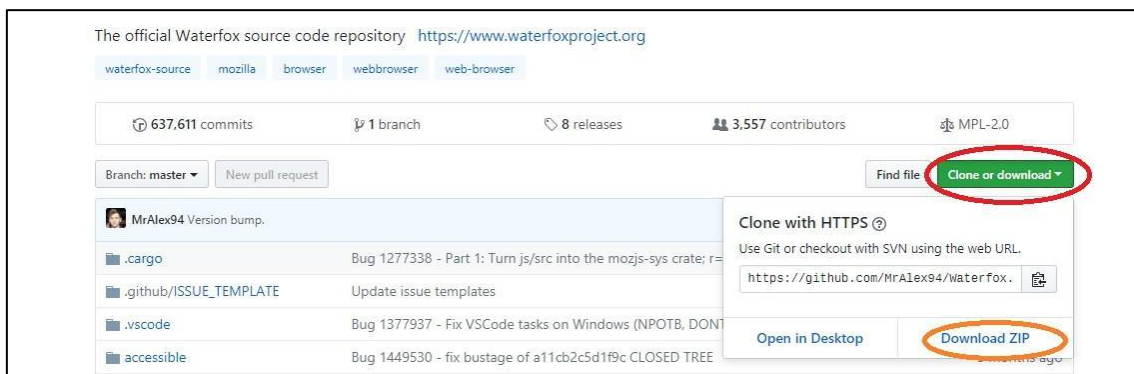 The official Waterfox source code repository https://www.waterfoxproject.org
waterfox-source mozilla browser webbrowser web-browser
637,611 commits 1 branch 8 releases 3,557 contributors MPL-2.0
Branch: master New pull request Find file Clone or download
MrAlex94 Version bump.
Clone with HTTPS
Use Git or checkout with SVN using the web URL.
.cargo Bug 1277338 - Part 1: Turn js/src into the mozjs-sys crate; r=
https://github.com/MrAlex94/Waterfox.
.github/ISSUE_TEMPLATE Update issue templates
.vscode Bug 1377937 - Fix VSCode tasks on Windows (NPOTB, DONT
Open in Desktop Download ZIP
accessible Bug 1449530 - fix bustage of a11cb2c5d1f9c CLOSED TREE